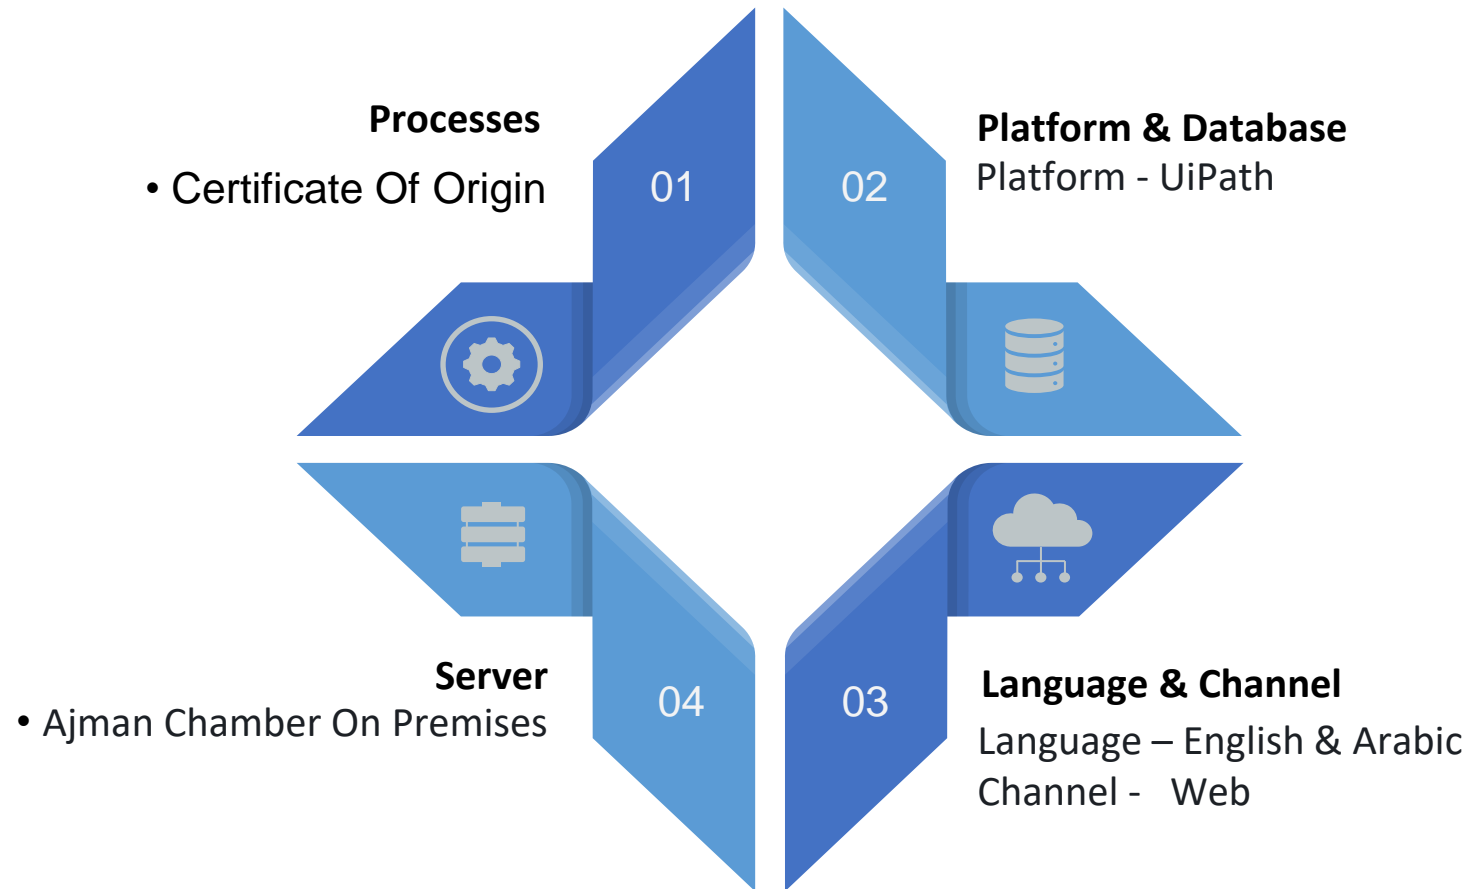 Processes
• Certificate Of Origin
01
02
Platform & Database
Platform - UiPath
Server
• Ajman Chamber On Premises
04
03
Language & Channel
Language – English & Arabic
Channel -   Web